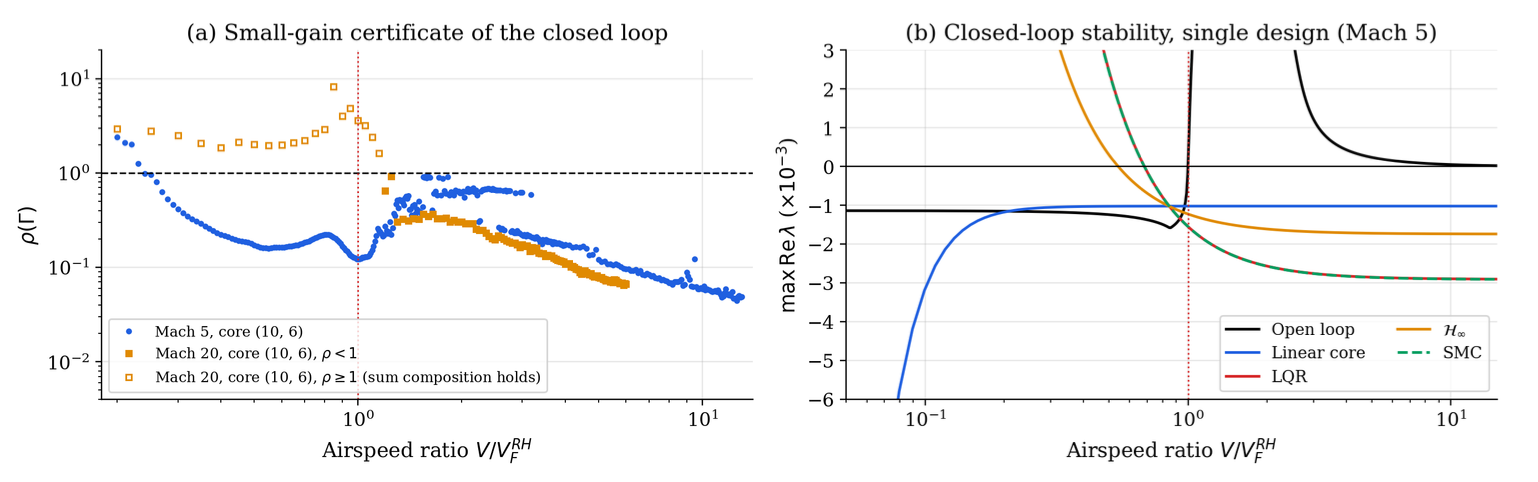 (a) Small-gain certificate of the closed loop
10¹
10⁰
10⁻¹
10⁻²
ρ(Γ)
Mach 5, core (10, 6)
Mach 20, core (10, 6), ρ < 1
Mach 20, core (10, 6), ρ ≥ 1 (sum composition holds)
10⁰
10¹
Airspeed ratio V/V_F^{RH}
(b) Closed-loop stability, single design (Mach 5)
3
2
1
0
−1
−2
−3
−4
−5
−6
max Re λ (×10⁻³)
Open loop
Linear core
LQR
ℋ∞
SMC
10⁻¹
10⁰
10¹
Airspeed ratio V/V_F^{RH}